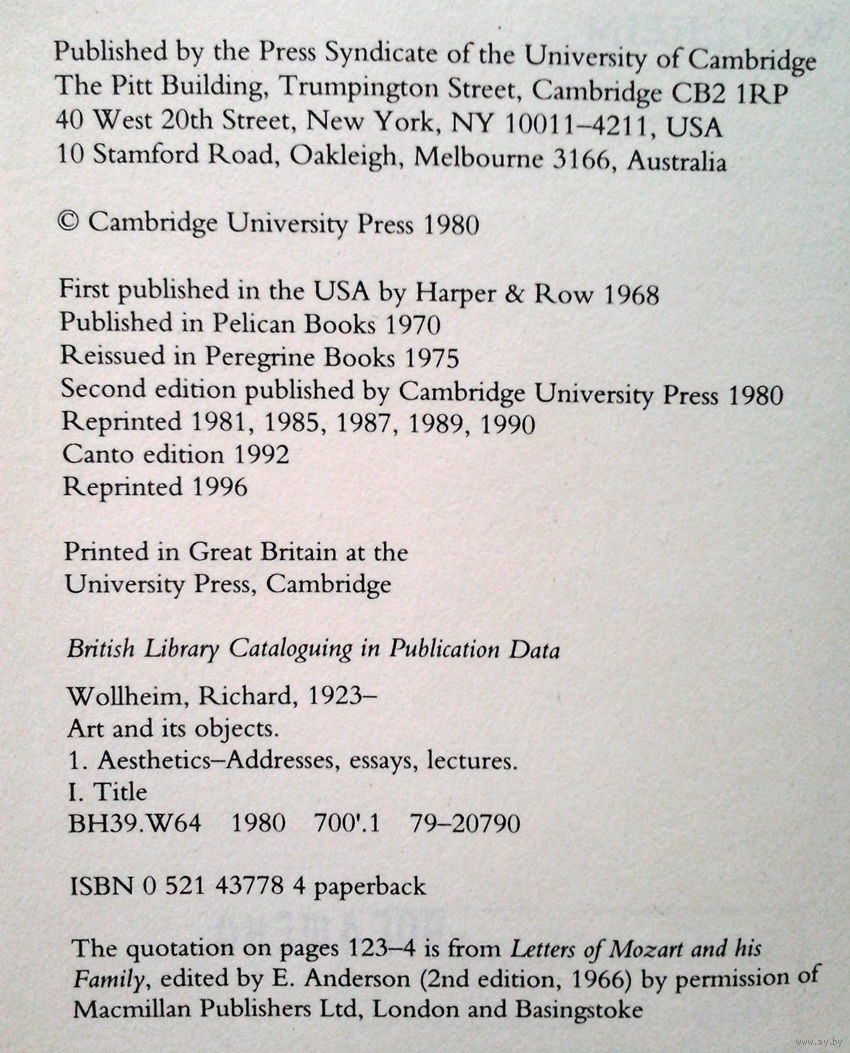 Published by the Press Syndicate of the University of Cambridge
The Pitt Building, Trumpington Street, Cambridge CB2 1RP
40 West 20th Street, New York, NY 10011–4211, USA
10 Stamford Road, Oakleigh, Melbourne 3166, Australia
© Cambridge University Press 1980
First published in the USA by Harper & Row 1968
Published in Pelican Books 1970
Reissued in Peregrine Books 1975
Second edition published by Cambridge University Press 1980
Reprinted 1981, 1985, 1987, 1989, 1990
Canto edition 1992
Reprinted 1996
Printed in Great Britain at the
University Press, Cambridge
British Library Cataloguing in Publication Data
Wollheim, Richard, 1923–
Art and its objects.
1. Aesthetics–Addresses, essays, lectures.
I. Title
BH39.W64 1980 700'.1 79–20790
ISBN 0 521 43778 4 paperback
The quotation on pages 123–4 is from Letters of Mozart and his
Family, edited by E. Anderson (2nd edition, 1966) by permission of
Macmillan Publishers Ltd, London and Basingstoke
www.ay.by